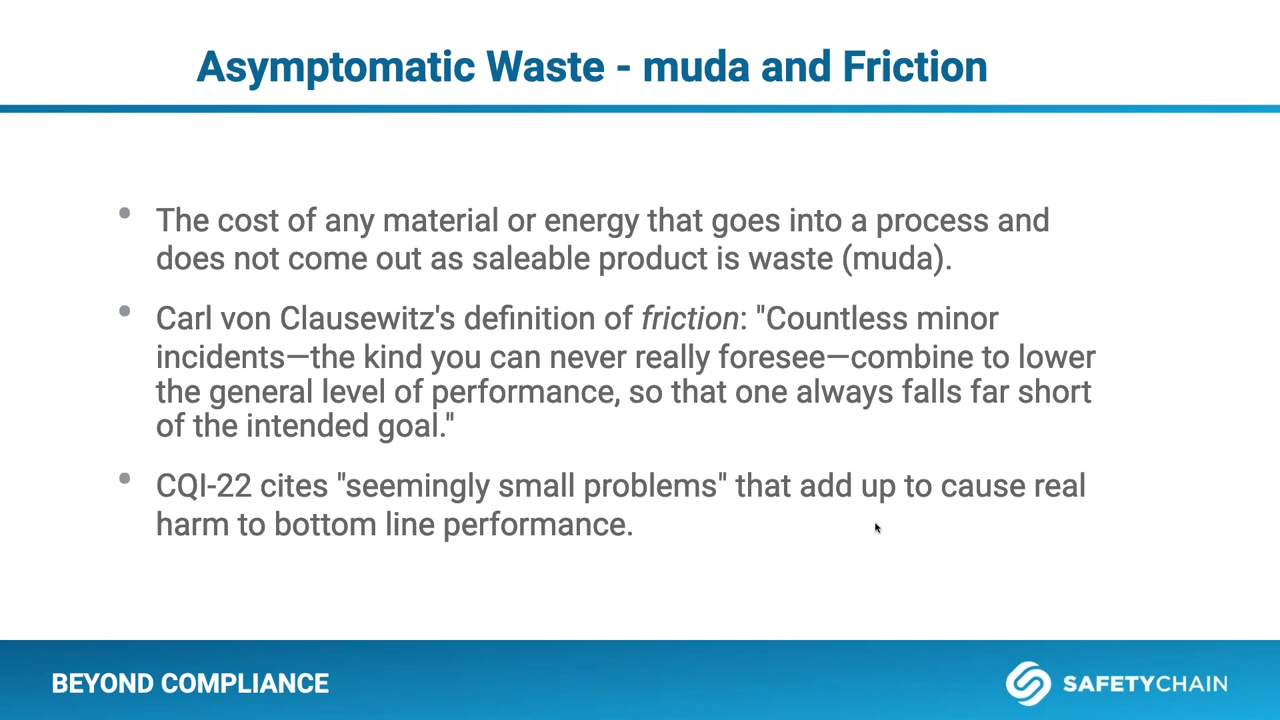 Asymptomatic Waste - muda and Friction
• The cost of any material or energy that goes into a process and
does not come out as saleable product is waste (muda).
• Carl von Clausewitz's definition of friction: "Countless minor
incidents—the kind you can never really foresee—combine to lower
the general level of performance, so that one always falls far short
of the intended goal."
• CQI-22 cites "seemingly small problems" that add up to cause real
harm to bottom line performance.
BEYOND COMPLIANCE
SAFETYCHAIN